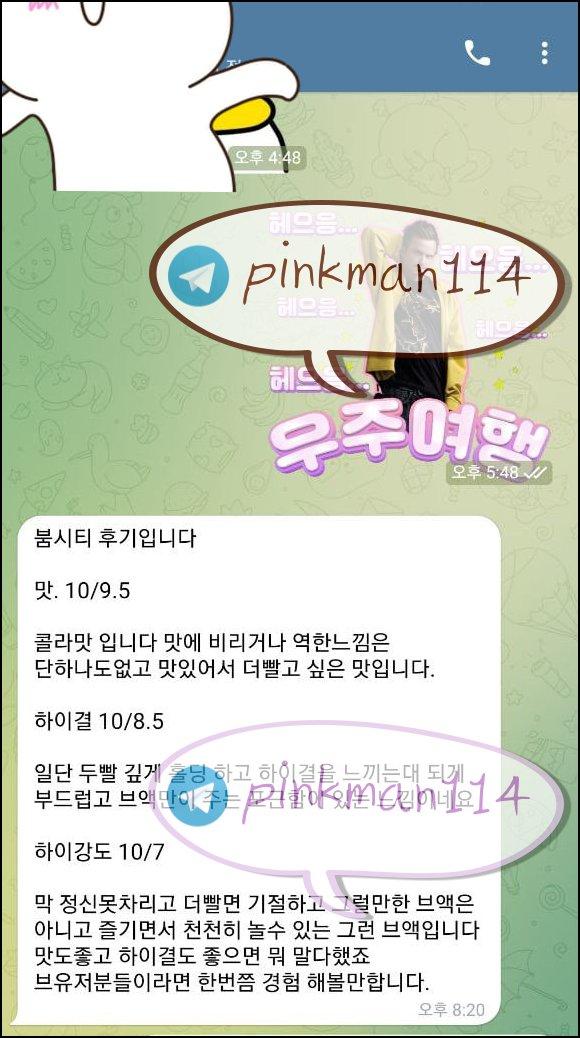 오후 4:48
헤으응...
pinkman114
헤으응...
헤으응...
헤으응...
우주여행
오후 5:48
붐시티 후기입니다
맛. 10/9.5
콜라맛 입니다 맛에 비리거나 역한느낌은
단하나도없고 맛있어서 더빨고 싶은 맛입니다.
하이결 10/8.5
일단 두빨 깊게 홀딩 하고 하이결을 느끼는대 되게
부드럽고 브액만이 주는 포근함이 있는 느낌이네요
pinkman114
하이강도 10/7
막 정신못차리고 더빨면 기절하고 그럴만한 브액은
아니고 즐기면서 천천히 놀수 있는 그런 브액입니다
맛도좋고 하이결도 좋으면 뭐 말다했죠
브유저분들이라면 한번쯤 경험 해볼만합니다.
오후 8:20